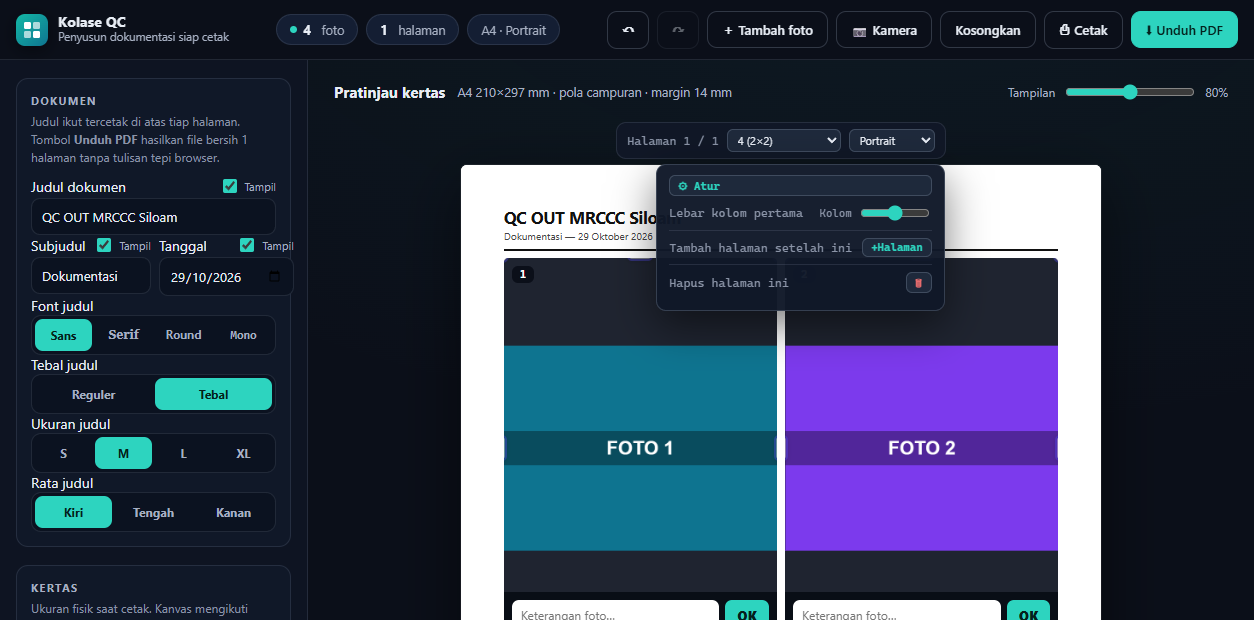 Kolase QC
Penyusun dokumentasi siap cetak
4 foto
1 halaman
A4 · Portrait
+ Tambah foto
Kamera
Kosongkan
Cetak
Unduh PDF
DOKUMEN
Judul ikut tercetak di atas tiap halaman.
Tombol Unduh PDF hasilkan file bersih 1
halaman tanpa tulisan tepi browser.
Judul dokumen
Tampil
QC OUT MRCCC Siloam
Subjudul
Tampil
Tanggal
Tampil
Dokumentasi
29/10/2026
Font judul
Sans
Serif
Round
Mono
Tebal judul
Reguler
Tebal
Ukuran judul
S
M
L
XL
Rata judul
Kiri
Tengah
Kanan
KERTAS
Ukuran fisik saat cetak. Kanvas mengikuti
Pratinjau kertas
A4 210×297 mm · pola campuran · margin 14 mm
Tampilan
80%
Halaman 1 / 1
4 (2×2)
Portrait
Atur
Lebar kolom pertama
Kolom
Tambah halaman setelah ini
+Halaman
Hapus halaman ini
QC OUT MRCCC Silo
Dokumentasi — 29 Oktober 2026
1
2
FOTO 1
FOTO 2
Keterangan foto...
OK
Keterangan foto...
OK